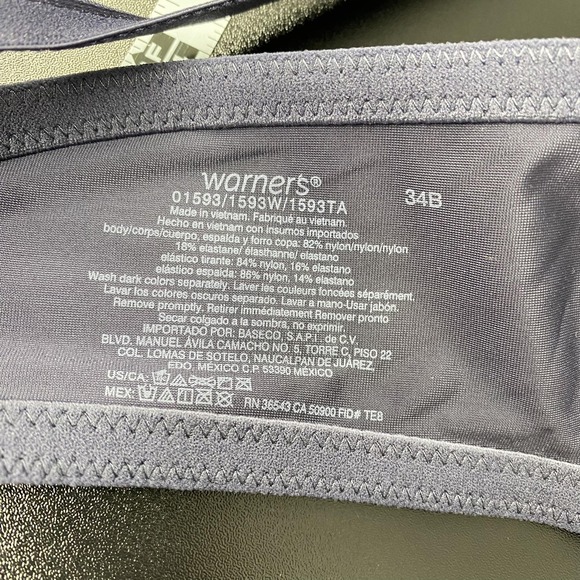 warner's®
34B
01593/1593W/1593TA
Made in vietnam. Fabriqué au vietnam.
Hecho en vietnam con insumos importados
body/corps/cuerpo, espalda y forro copa: 82% nylon/nylon/nylon
18% elastane/ élasthanne/ elastano
elástico tirante: 84% nylon, 16% elastano
elástico espalda: 86% nylon, 14% elastano
Wash dark colors separately. Laver les couleurs foncées séparément.
Lavar los colores oscuros separado. Lavar a mano-Usar jabón
Remove promptly. Retirer immédiatement Remover pronto
Secar colgado a la sombra, no exprimir.
IMPORTADO POR: BASECO, S.A.P.I. de C.V.
BLVD. MANUEL ÁVILA CAMACHO NO. 5, TORRE C, PISO 22
COL. LOMAS DE SOTELO, NAUCALPAN DE JUÁREZ,
EDO. MÉXICO C.P. 53390 MÉXICO
US/CA:
MEX: RN 36543 CA 50900 FID# TE8